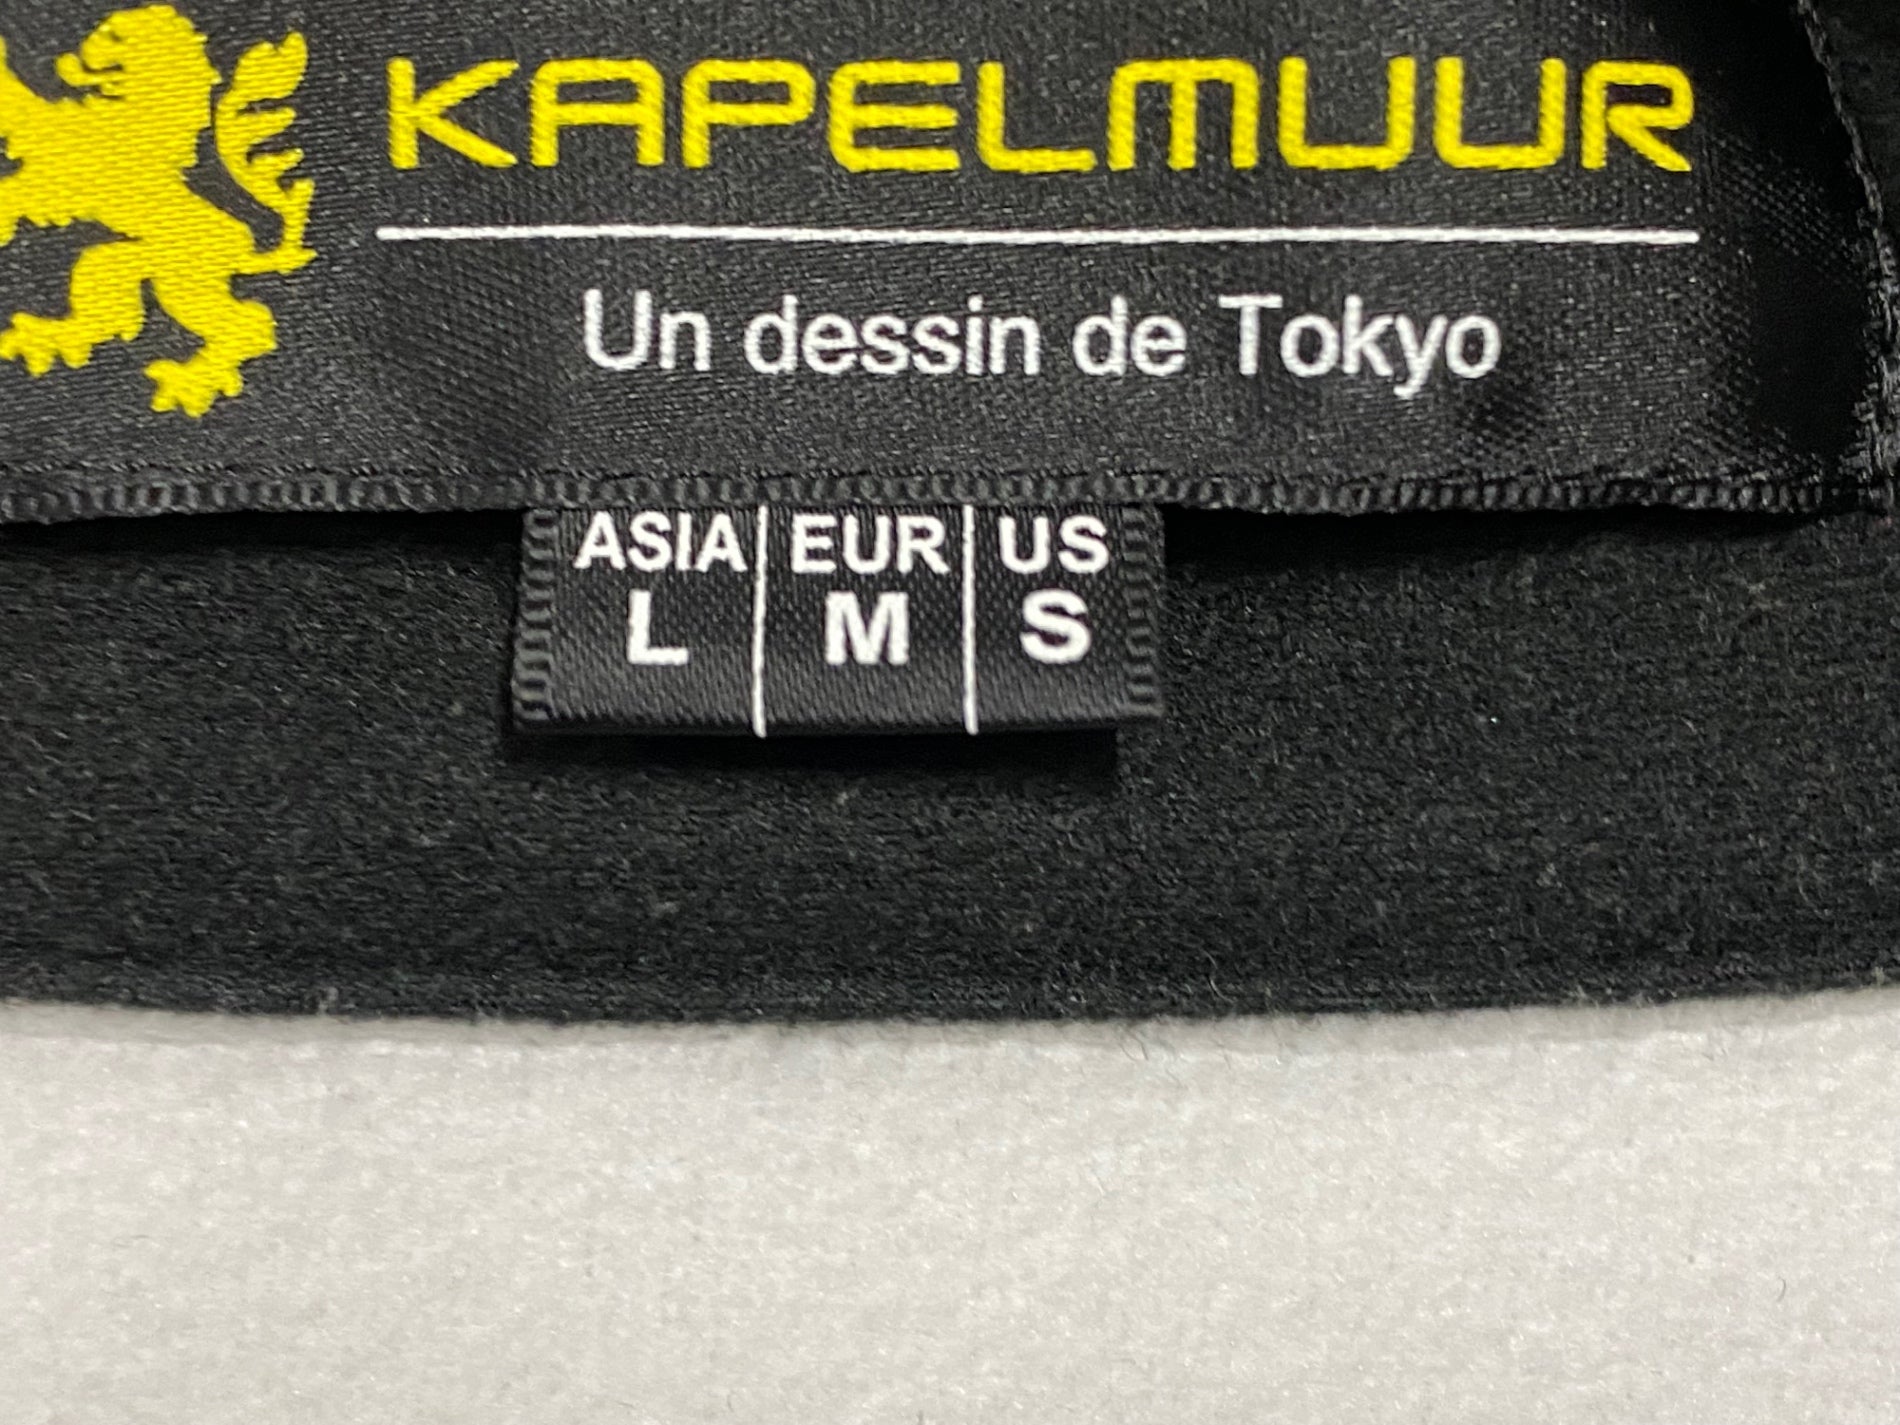 KAPELMUUR
Un dessin de Tokyo
ASIA EUR US
L M S